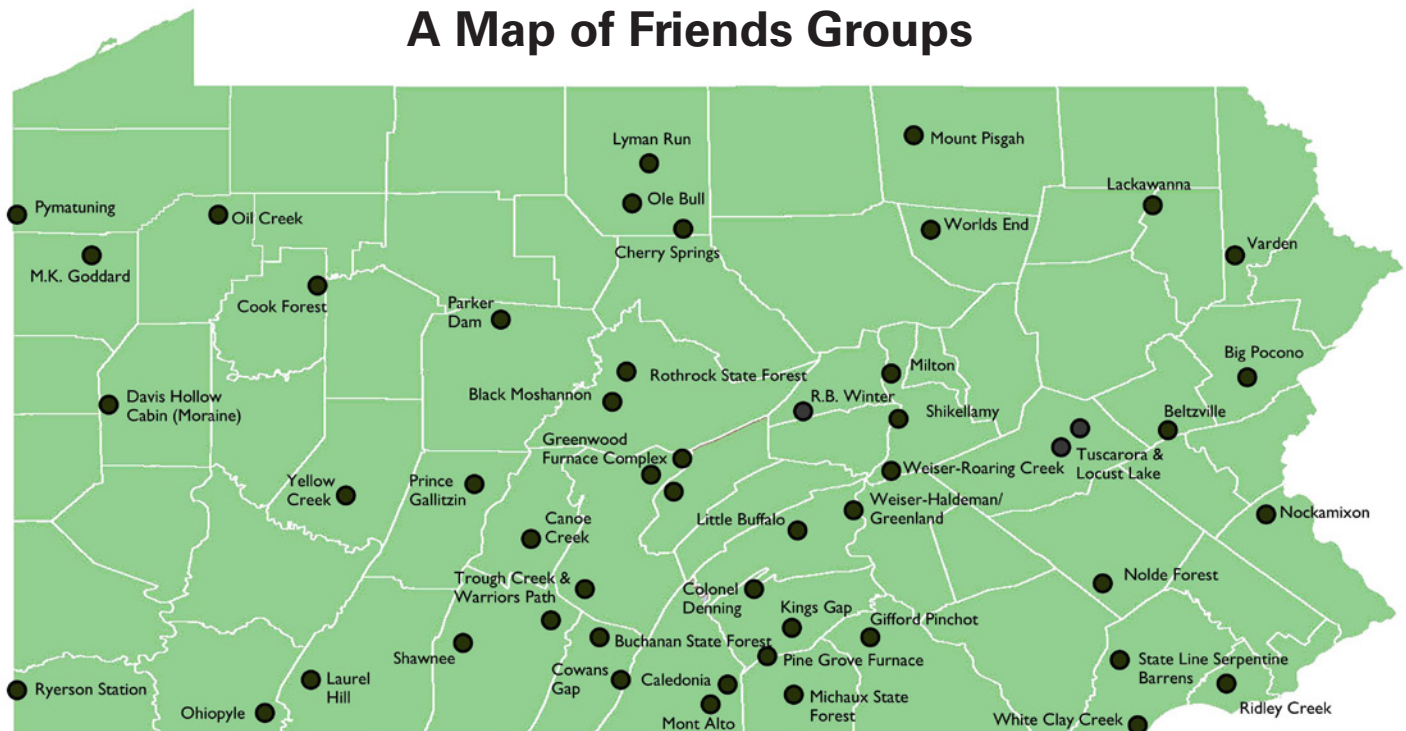 A Map of Friends Groups
Lyman Run
Mount Pisgah
Ole Bull
Lackawanna
Pymatuning
Oil Creek
Worlds End
Cherry Springs
Varden
M.K. Goddard
Cook Forest
Parker
Dam
Big Pocono
Milton
Rothrock State Forest
Black Moshannon
R.B. Winter
Davis Hollow
Cabin (Moraine)
Shikellamy
Beltzville
Greenwood
Furnace Complex
Tuscarora &
Locust Lake
Weiser-Roaring Creek
Yellow
Creek
Prince
Gallitzin
Weiser-Haldeman/
Greenland
Nockamixon
Little Buffalo
Canoe
Creek
Nolde Forest
Trough Creek &
Warriors Path
Colonel
Denning
Kings Gap
Gifford Pinchot
Buchanan State Forest
Shawnee
Pine Grove Furnace
State Line Serpentine
Barrens
Cowans
Gap
Caledonia
Laurel
Hill
Ryerson Station
Michaux State
Forest
Ridley Creek
Ohiopyle
Mont Alto
White Clay Creek